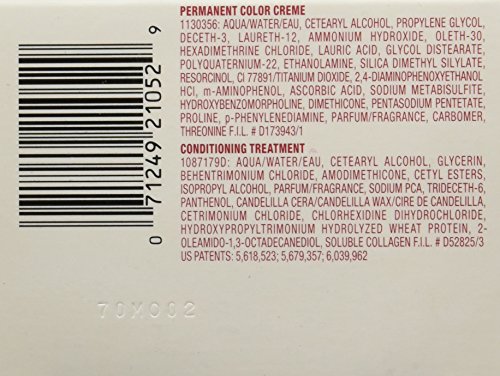 PERMANENT COLOR CREME
1130356: AQUA/WATER/EAU, CETEARYL ALCOHOL, PROPYLENE GLYCOL,
DECETH-3, LAURETH-12, AMMONIUM HYDROXIDE, OLETH-30,
HEXADIMETHRINE CHLORIDE, LAURIC ACID, GLYCOL DISTEARATE,
POLYQUATERNIUM-22, ETHANOLAMINE, SILICA DIMETHYL SILYLATE,
RESORCINOL, CI 77891/TITANIUM DIOXIDE, 2,4-DIAMINOPHENOXYETHANOL
HCI, m-AMINOPHENOL, ASCORBIC ACID, SODIUM METABISULFITE,
HYDROXYBENZOMORPHOLINE, DIMETHICONE, PENTASODIUM PENTETATE,
PROLINE, p-PHENYLENEDIAMINE, PARFUM/FRAGRANCE, CARBOMER,
THREONINE F.I.L. # D173943/1
CONDITIONING TREATMENT
1087179D: AQUA/WATER/EAU, CETEARYL ALCOHOL, GLYCERIN,
BEHENTRIMONIUM CHLORIDE, AMODIMETHICONE, CETYL ESTERS,
ISOPROPYL ALCOHOL, PARFUM/FRAGRANCE, SODIUM PCA, TRIDECETH-6,
PANTHENOL, CANDELILLA CERA/CANDELILLA WAX/CIRE DE CANDELILLA,
CETRIMONIUM CHLORIDE, CHLORHEXIDINE DIHYDROCHLORIDE,
HYDROXYPROPYLTRIMONIUM HYDROLYZED WHEAT PROTEIN, 2-
OLEAMIDO-1,3-OCTADECANEDIOL, SOLUBLE COLLAGEN F.I.L. # D52825/3
US PATENTS: 5,618,523; 5,679,357; 6,039,962
0 71249 21052 9
70M002